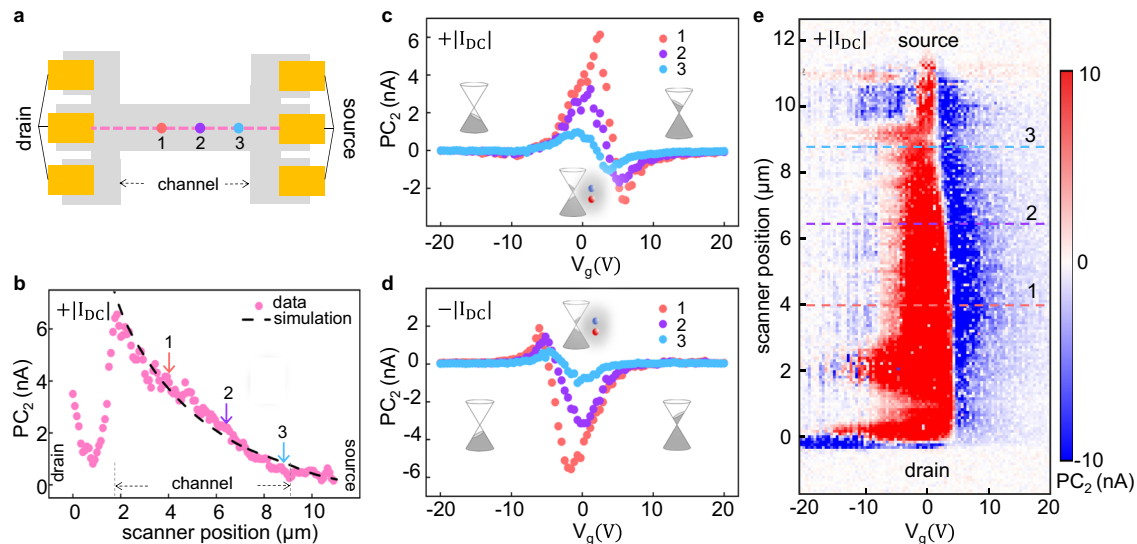 a
drain
source
1 2 3
channel
b
+|I_DC|
data
simulation
1
2
3
drain
source
channel
PC₂ (nA)
6
4
2
0
0 2 4 6 8 10
scanner position (μm)
c
+|I_DC|
1
2
3
PC₂ (nA)
6
4
2
0
-2
-20 -10 0 10 20
V_g(V)
d
−|I_DC|
1
2
3
PC₂ (nA)
2
0
-2
-4
-6
-20 -10 0 10 20
V_g(V)
e
+|I_DC|
source
3
2
1
drain
scanner position (μm)
12
10
8
6
4
2
0
-20 -10 0 10 20
V_g(V)
10
0
-10
PC₂ (nA)